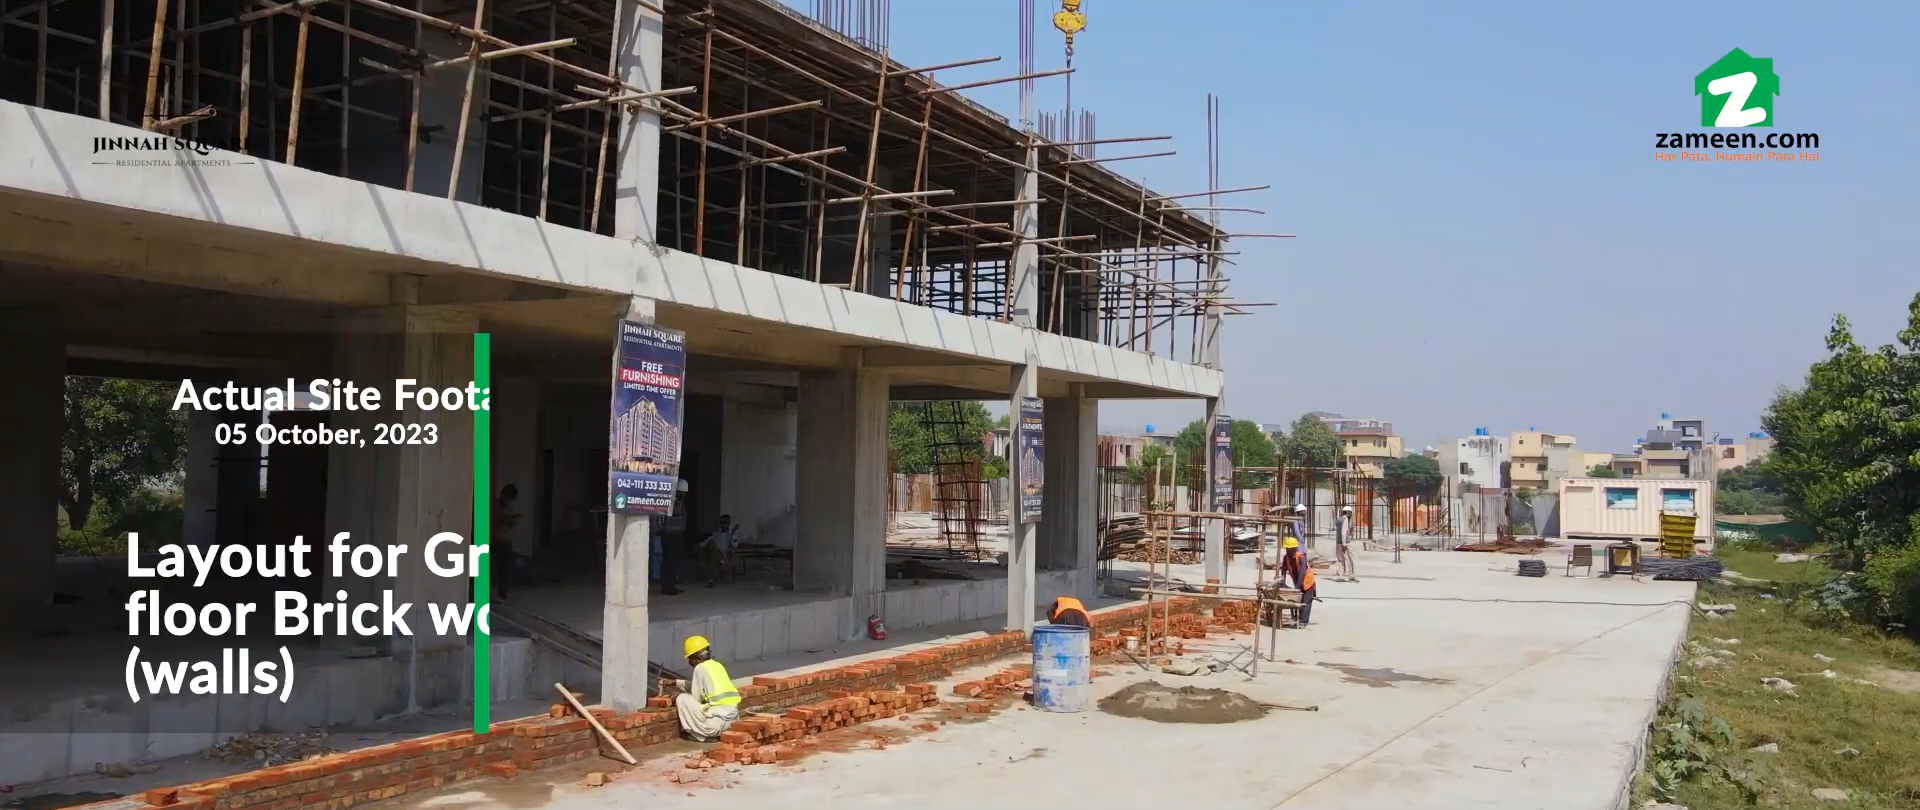 JINNAH SQUARE
RESIDENTIAL APARTMENTS
zameen.com
Har Pata, Humain Pata Hai
Actual Site Foota
05 October, 2023
Layout for Gr
floor Brick wo
(walls)
JINNAH SQUARE
RESIDENTIAL APARTMENTS
FREE
FURNISHING
LIMITED TIME OFFER
042-111 333 333
zameen.com
FREE